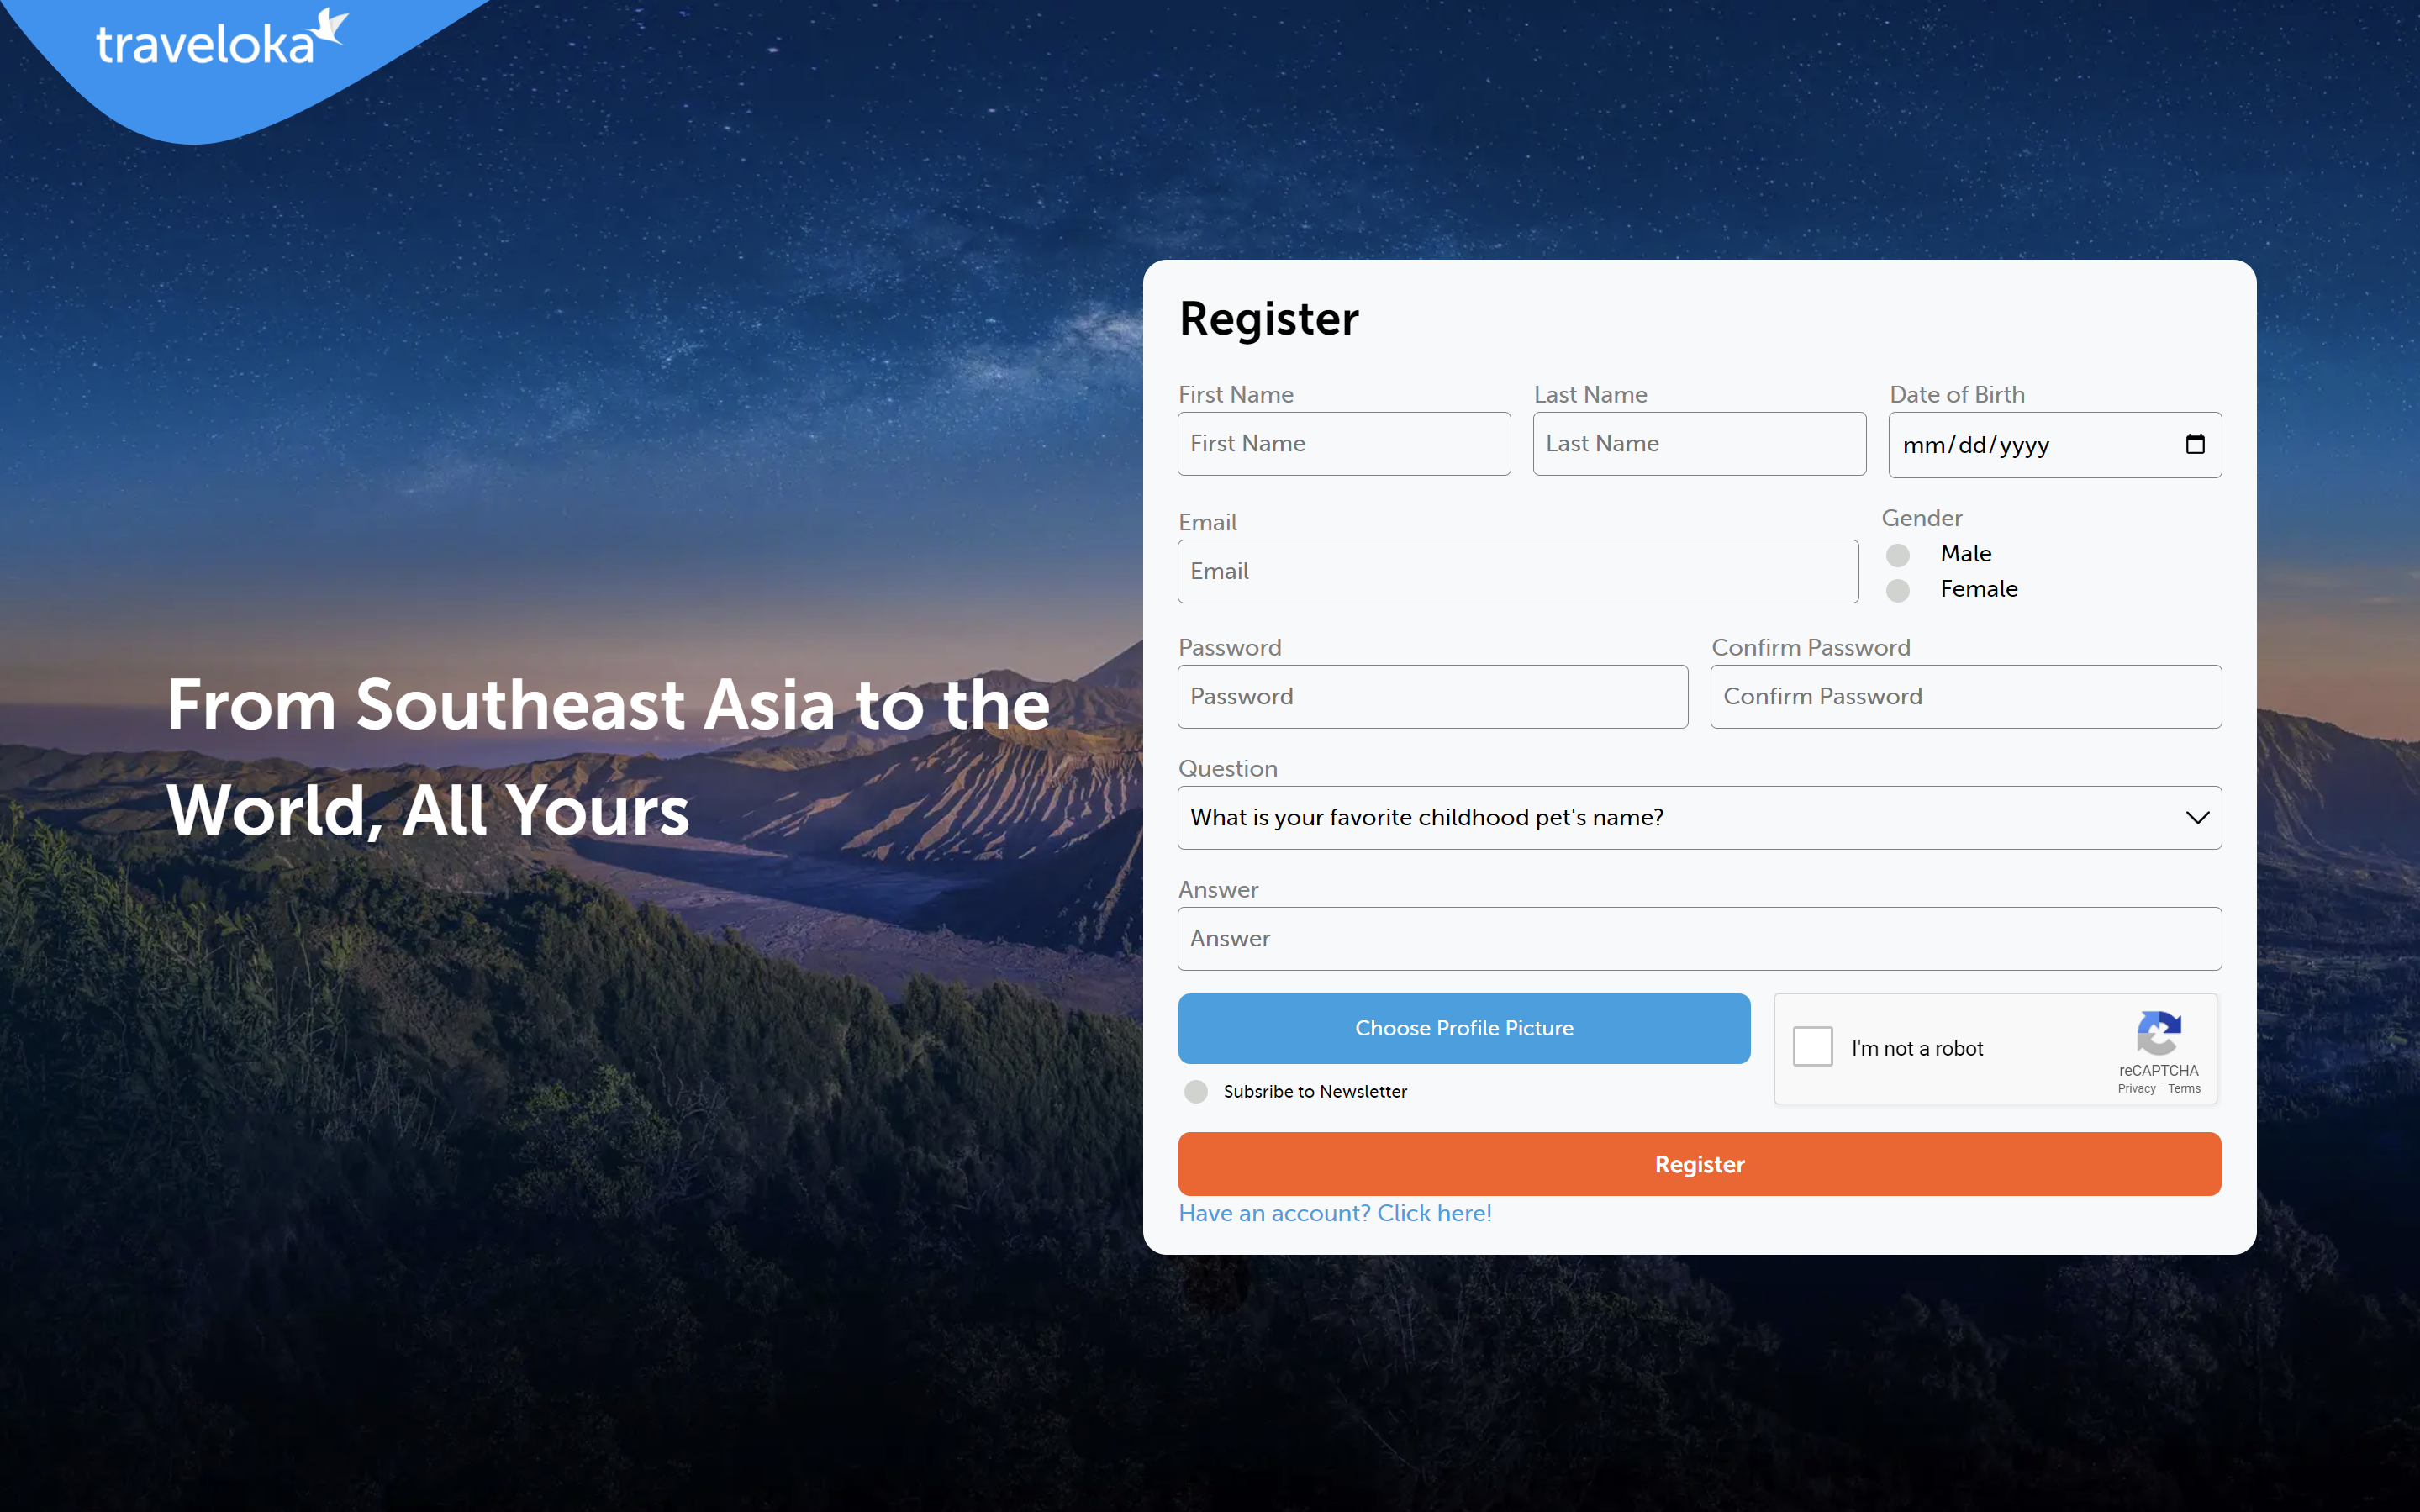 traveloka
From Southeast Asia to the
World, All Yours
Register
First Name
Last Name
Date of Birth
First Name
Last Name
mm/dd/yyyy
Email
Gender
Email
Male
Female
Password
Confirm Password
Password
Confirm Password
Question
What is your favorite childhood pet's name?
Answer
Answer
Choose Profile Picture
I'm not a robot
reCAPTCHA
Privacy - Terms
Subsribe to Newsletter
Register
Have an account? Click here!